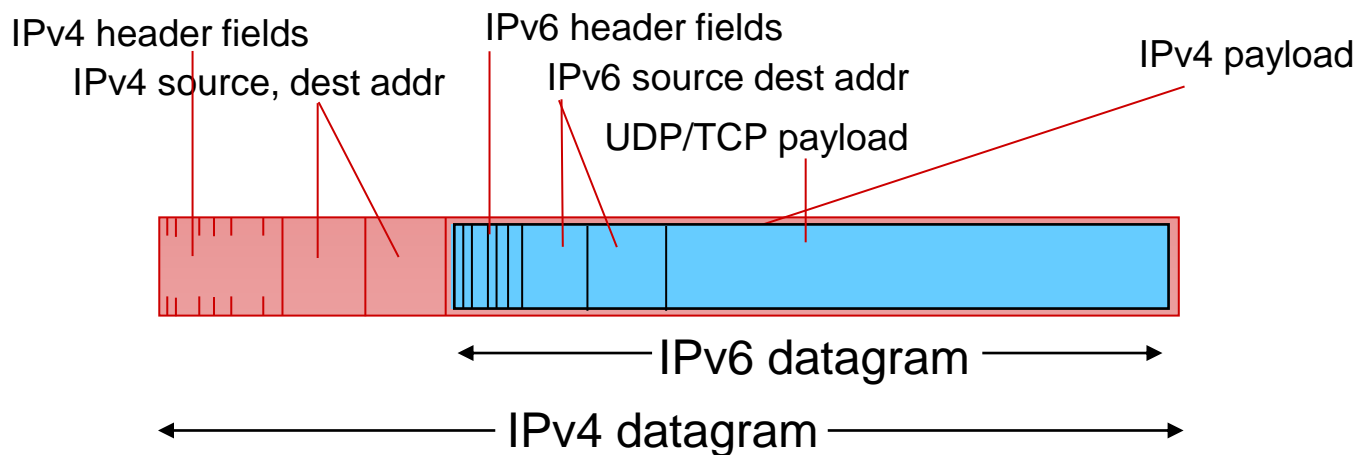 IPv4 header fields
IPv6 header fields
IPv4 payload
IPv4 source, dest addr
IPv6 source dest addr
UDP/TCP payload
IPv6 datagram
IPv4 datagram